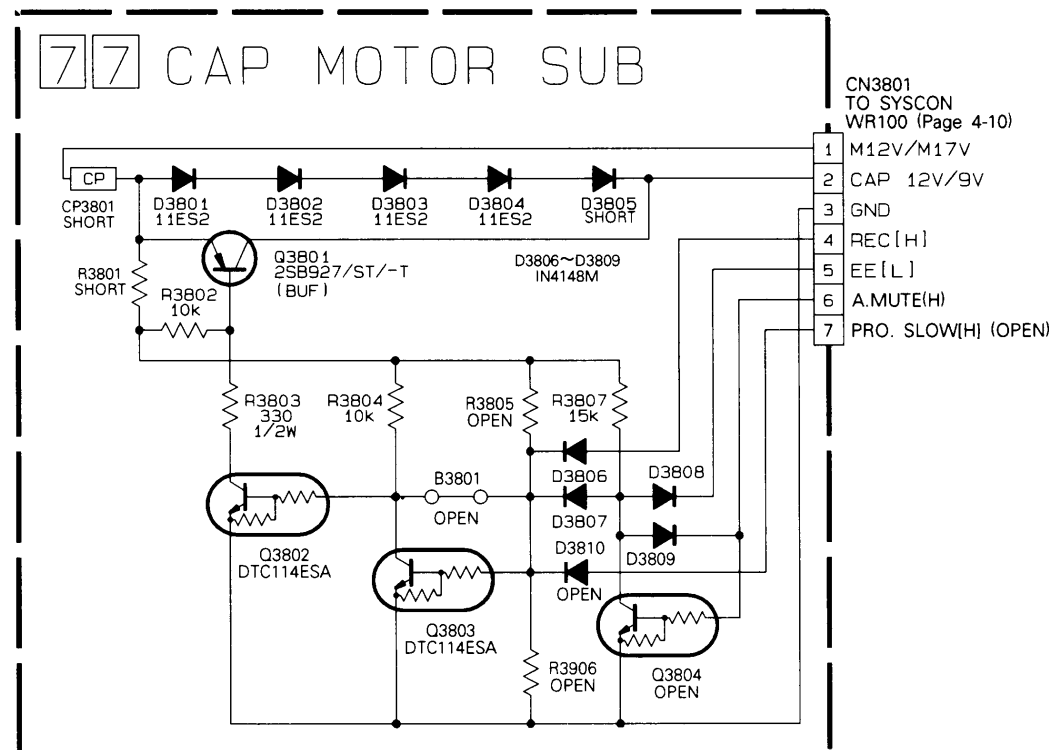 77 CAP MOTOR SUB
CN3801
TO SYSCON
WR100 (Page 4-10)
1 M12V/M17V
2 CAP 12V/9V
3 GND
4 REC[H]
5 EE[L]
6 A.MUTE(H)
7 PRO. SLOW[H] (OPEN)
CP
CP3801
SHORT
D3801
11ES2
D3802
11ES2
D3803
11ES2
D3804
11ES2
D3805
SHORT
R3801
SHORT
R3802
10k
Q3801
2SB927/ST/-T
(BUF)
D3806~D3809
IN4148M
R3803
330
1/2W
R3804
10k
R3805
OPEN
R3807
15k
B3801
OPEN
D3806
D3807
D3808
D3809
D3810
OPEN
Q3802
DTC114ESA
Q3803
DTC114ESA
R3906
OPEN
Q3804
OPEN